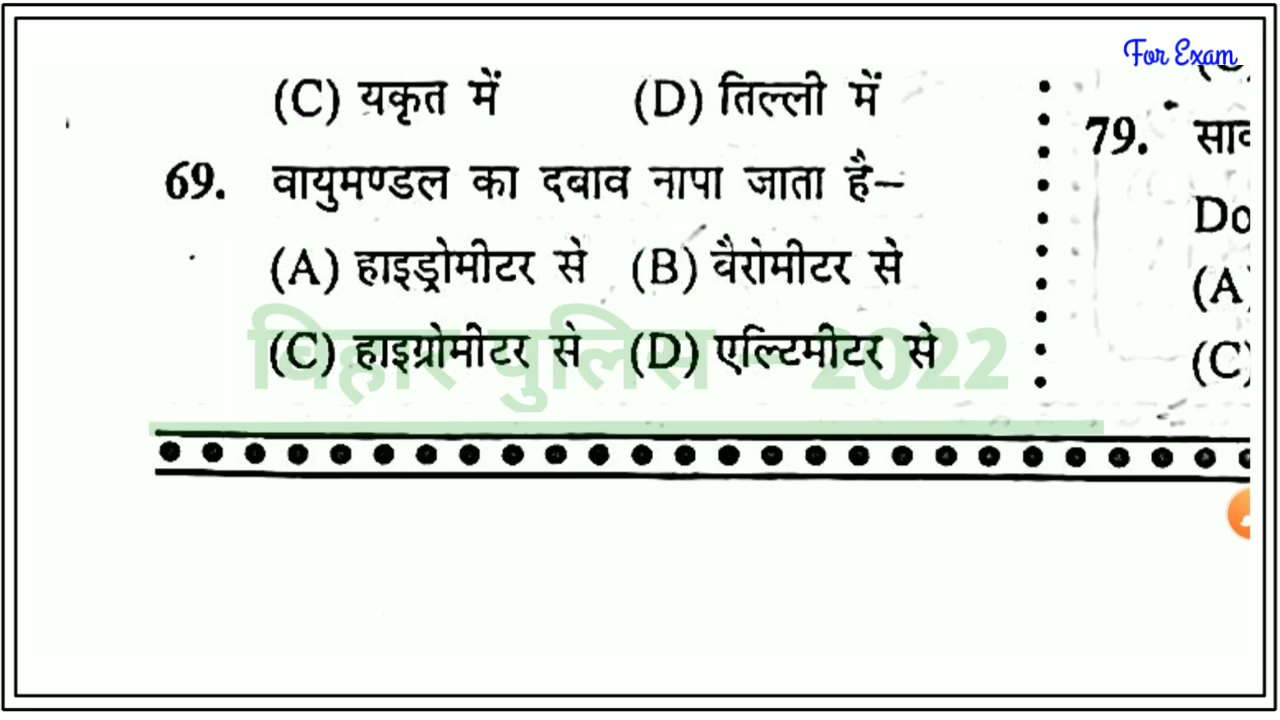 For Exam
(C) यकृत में (D) तिल्ली में
69. वायुमण्डल का दबाव नापा जाता है–
(A) हाइड्रोमीटर से (B) वैरोमीटर से
(C) हाइग्रोमीटर से (D) एल्टिमीटर से
बिहार पुलिस - 2022
79.
Do
(A)
(C)